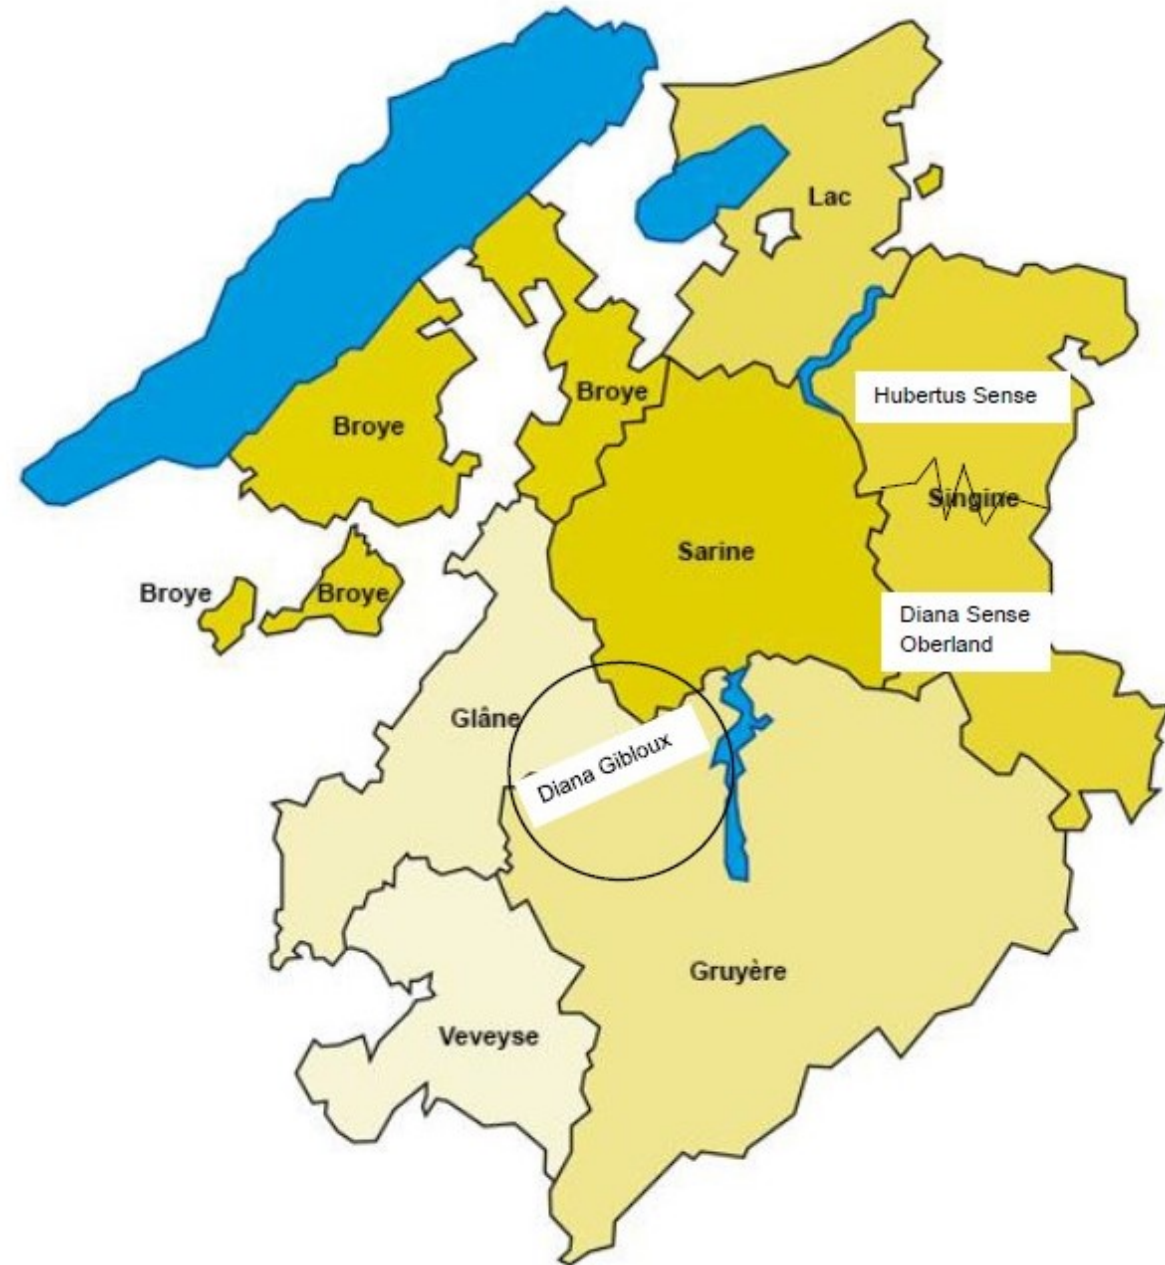 Lac
Hubertus Sense
Broye
Broye
Singine
Sarine
Broye
Broye
Diana Sense
Oberland
Glâne
Diana Gibloux
Gruyère
Veveyse